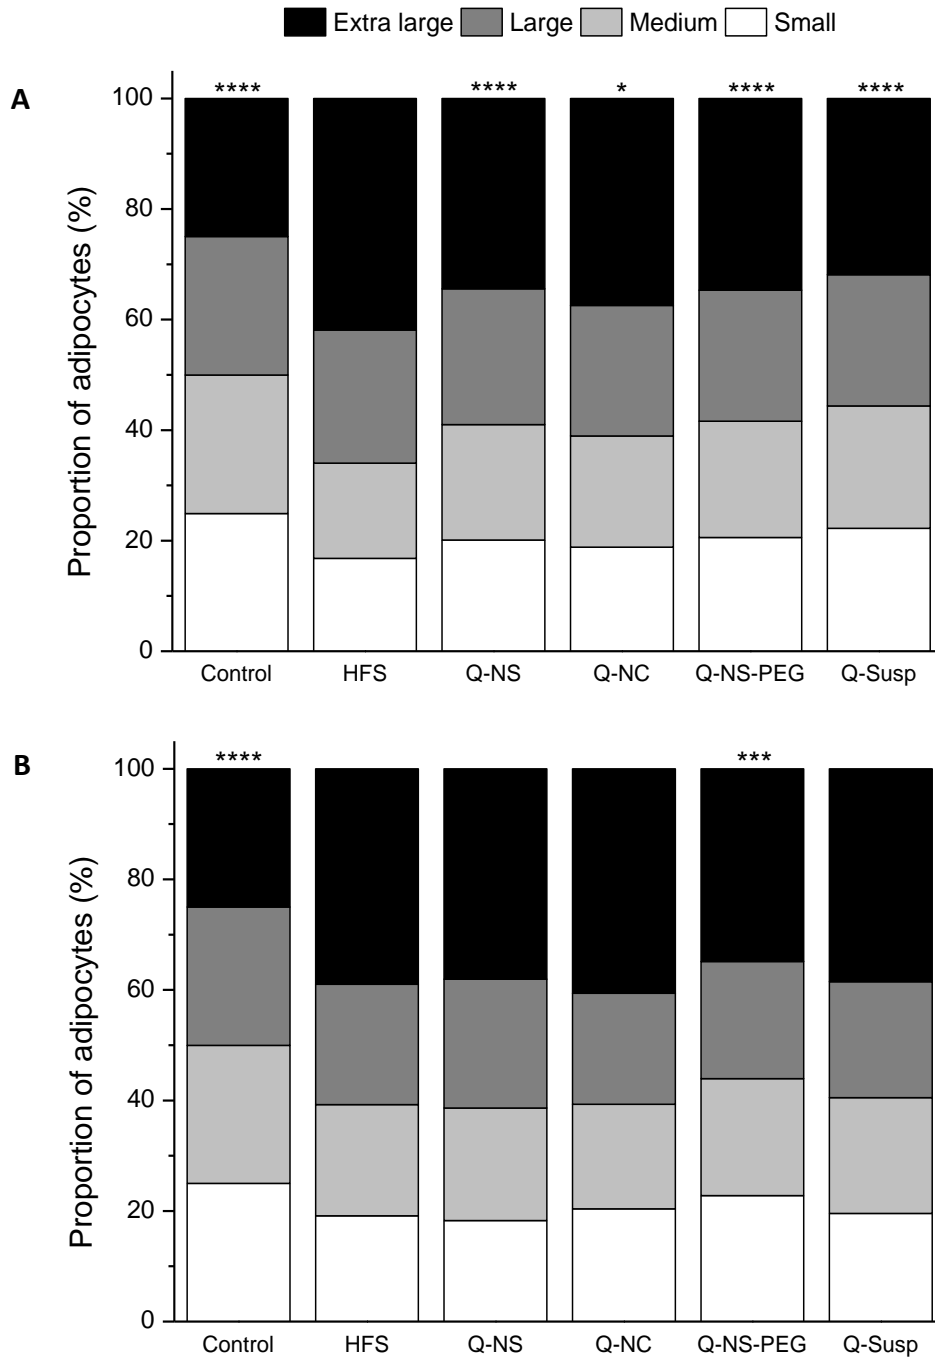 Extra large Large Medium Small
A
**** **** * **** ****
100
80
60
40
20
0
Proportion of adipocytes (%)
Control HFS Q-NS Q-NC Q-NS-PEG Q-Susp
B
**** ***
100
80
60
40
20
0
Proportion of adipocytes (%)
Control HFS Q-NS Q-NC Q-NS-PEG Q-Susp